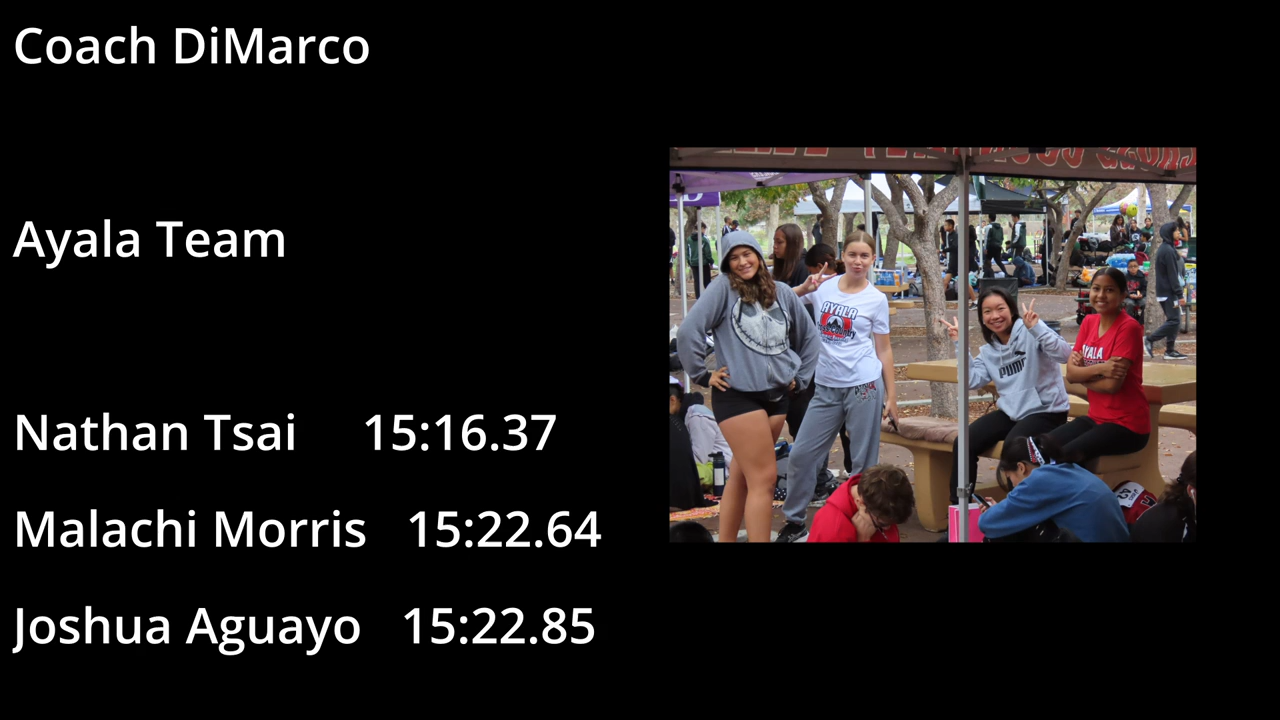 Coach DiMarco
Ayala Team
Nathan Tsai 15:16.37
Malachi Morris 15:22.64
Joshua Aguayo 15:22.85
AYALA
PUMA
AYALA